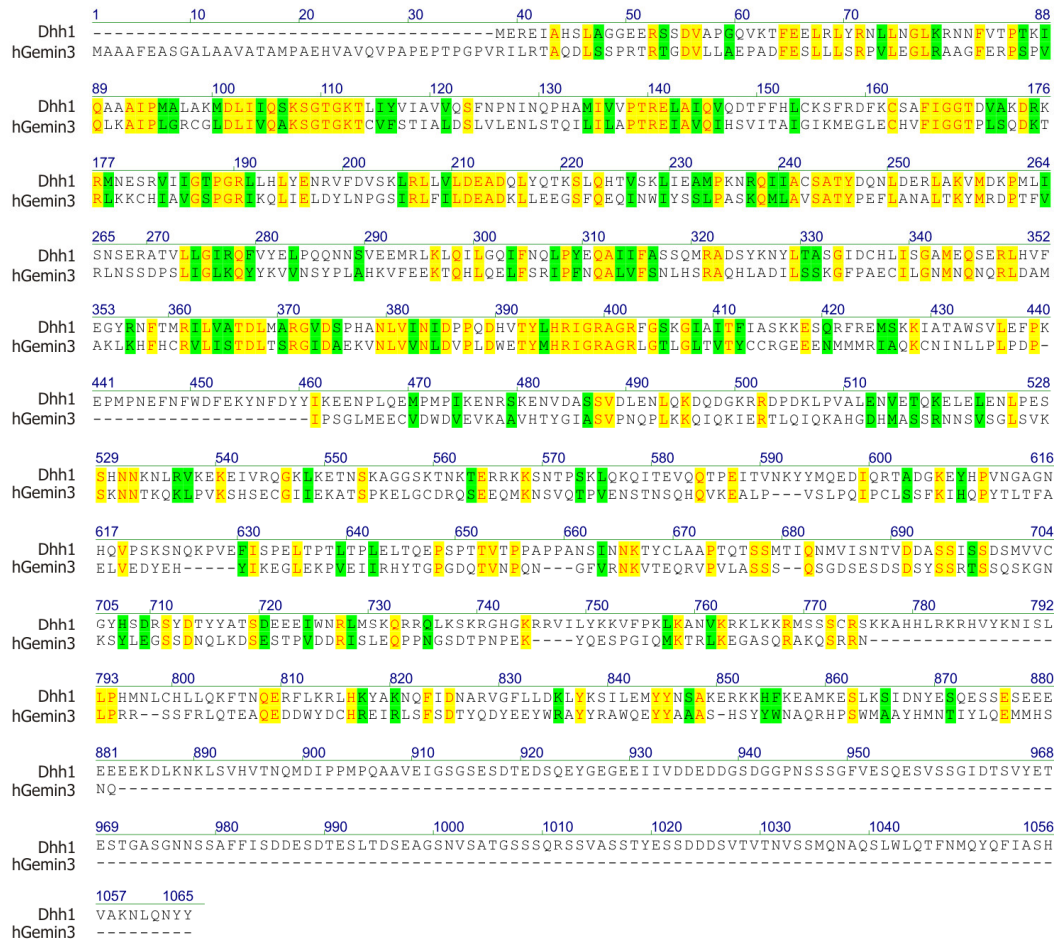 1 10 20 30 40 50 60 70 88
Dhh1 -------------------------------------MEREIAHSLAGGEERSSDVAPGQVKTFEELRLYRNLLNGLKRNNFVTPTKI
hGemin3 MAAAFEASGALAAVATAMPAEHVAVQVPAPEPTPGPVRILRTAQDLSSPRTRTGDVLLAEPADFESLLLSRPVLEGLRAAGFERPSPV
89 100 110 120 130 140 150 160 176
Dhh1 QAAAIPMALAKMDLIIQSKSGTGKTLIYVIAVVQSFNPNINQPHAMIVVPTRELAIQVQDTFFHLCKSFRDFKCSAFIGGTDVAKDRK
hGemin3 QLKAIPLGRCGLDLIVQAKSGTGKTCVFSTIALDSLVLENLSTQILILAPTREIAVQIHSVITAIGIKMEGLECHVFIGGTPLSQDKT
177 190 200 210 220 230 240 250 264
Dhh1 RMNESRVIIGTPGRLLHLYENRVFDVSKLRLLVLDEADQLYQTKSLQHTVSKLIEAMPKNRQIIACSATYDQNLDERLAKVMDKPMLI
hGemin3 RLKKCHIAVGSPGRIKQLIELDYLNPGSIRLFILDEADKLLEEGSFQEQINWIYSSLPASKQMLAVSATYPEFLANALTKYMRDPTFV
265 270 280 290 300 310 320 330 340 352
Dhh1 SNSERATVLLGIRQFVYELPQQNNSVEEMRLKLQILGQIFNQLPYEQAIIFASSQMRADSYKNYLTASGIDCHLISGAMEQSERLHVF
hGemin3 RLNSSDPSLIGLKQYYKVVNSYPLAHKVFEEKTQHLQELFSRIPFNQALVFSNLHSRAQHLADILSSKGFPAECILGNMNQNQRLDAM
353 360 370 380 390 400 410 420 430 440
Dhh1 EGYRNFTMRILVATDLMARGVDSPHANLVINIDPPQDHVTYLHRIGRAGRFGSKGIAITFIASKKESQRFREMSKKIATAWSVLEFPK
hGemin3 AKLKHFHCRVLISTDLTSRGIDAEKVNLVVNLDVPLDWETYMHRIGRAGRLGTLGLTVTYCCRGEEENMMMRIAQKCNINLLPLPDP-
441 450 460 470 480 490 500 510 528
Dhh1 EPMPNEFNFWDFEKYNFDYYIKEENPLQEMPMPIKENRSKENVDASSVDLENLQKDQDGKRRDPDKLPVALENVETQKELELENLPES
hGemin3 --------------------IPSGLMEECVDWDVEVKAAVHTYGIASVPNQPLKKQIQKIERTLQIQKAHGDHMASSRNNSVSGLSVK
529 540 550 560 570 580 590 600 616
Dhh1 SHNNKNLRVKEKEIVRQGKLKETNSKAGGSKTNKTERRKKSNTPSKLQKQITEVQQTPEITVNKYYMQEDIQRTADGKEYHPVNGAGN
hGemin3 SKNNTKQKLPVKSHSECGIIEKATSPKELGCDRQSEEQMKNSVQTPVENSTNSQHQVKEALP--VSLPQIPCLSSFKIHQPYTLTFA
617 630 640 650 660 670 680 690 704
Dhh1 HQVPSKSNQKPVEFISPELTPTLTPLELTQEPSPTTVTPPAPPANSINNKTYCLAAPTQTSSMTIQNMVISNTVDDASSISSDSMVVC
hGemin3 ELVEDYEH-----YIKEGLEKPVEIIRHYTGPGDQTVNPQN---GFVRNKVTEQRVPVLASSS--QSGDSESDSDSYSSRTSSQSKGN
705 710 720 730 740 750 760 770 780 792
Dhh1 GYHSDRSYDTYYATSDEEEIWNRLMSKQRRQLKSKRGHGKRRVILYKKVFPKLKANVKRKLKKRMSSSCRSKKAHHLRKRHVYKNISL
hGemin3 KSYLEGSSDNQLKDSESTPVDDRISLEQPPNGSDTPNPEK----YQESPGIQMKTRLKEGASQRAKQSRRN-----------------
793 800 810 820 830 840 850 860 870 880
Dhh1 LPHMNLCHLLQKFTNQERFLKRLHKYAKNQFIDNARVGFLLDKLYKSILEMYYNSAKERKKHFKEAMKESLKSIDNYESQESSESEEE
hGemin3 LPRR--SSFRLQTEAQEDDWYDCHREIRLSFSDTYQDYEEYWRAYYRAWQEYYAAAS-HSYYWNAQRHPSWMAAYHMNTIYLQEMMHS
881 890 900 910 920 930 940 950 968
Dhh1 EEEEKDLKNKLSVHVTNQMDIPPMPQAAVEIGSGSESDTEDSQEYGEGEEIIVDDEDDGSDGGPNSSSGFVESQESVSSGIDTSVYET
hGemin3 NQ--------------------------------------------------------------------------------------
969 980 990 1000 1010 1020 1030 1040 1056
Dhh1 ESTGASGNNSSAFFISDDESDTESLTDSEAGSNVSATGSSSQRSSVASSTYESSDDDSVTVTNVSSMQNAQSLWLQTFNMQYQFIASH
hGemin3 ----------------------------------------------------------------------------------------
1057 1065
Dhh1 VAKNLQNYY
hGemin3 ---------